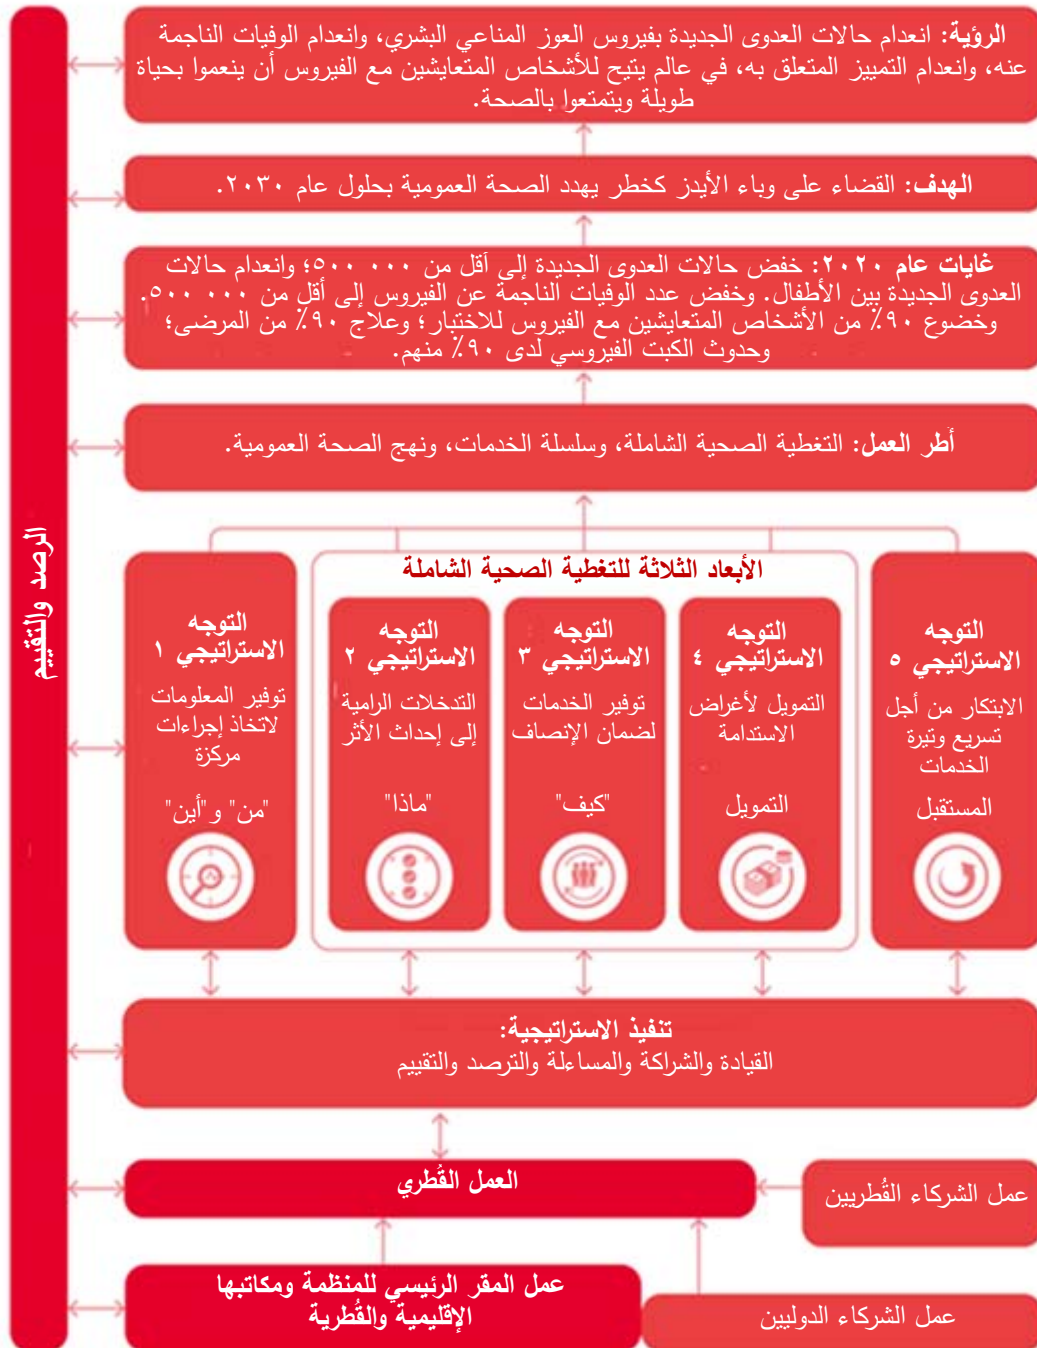 الرؤية: انعدام حالات العدوى الجديدة بفيروس العوز المناعي البشري، وانعدام الوفيات الناجمة
عنه، وانعدام التمييز المتعلق به، في عالم يتيح للأشخاص المتعايشين مع الفيروس أن ينعموا بحياة
طويلة ويتمتعوا بالصحة.
الهدف: القضاء على وباء الأيدز كخطر يهدد الصحة العمومية بحلول عام ٢٠٣٠.
غايات عام ٢٠٢٠: خفض حالات العدوى الجديدة إلى أقل من ٠٠٠ ٥٠٠؛ وانعدام حالات
العدوى الجديدة بين الأطفال. وخفض عدد الوفيات الناجمة عن الفيروس إلى أقل من ٠٠٠ ٥٠٠.
وخضوع ٩٠٪ من الأشخاص المتعايشين مع الفيروس للاختبار؛ وعلاج ٩٠٪ من المرضى؛
وحدوث الكبت الفيروسي لدى ٩٠٪ منهم.
أطر العمل: التغطية الصحية الشاملة، وسلسلة الخدمات، ونهج الصحة العمومية.
الرصد والتقييم
الأبعاد الثلاثة للتغطية الصحية الشاملة
التوجه
الاستراتيجي ١
توفير المعلومات
لاتخاذ إجراءات
مركزة
"من" و"أين"
التوجه
الاستراتيجي ٢
التدخلات الرامية
إلى إحداث الأثر
"ماذا"
التوجه
الاستراتيجي ٣
توفير الخدمات
لضمان الإنصاف
"كيف"
التوجه
الاستراتيجي ٤
التمويل لأغراض
الاستدامة
التمويل
التوجه
الاستراتيجي ٥
الابتكار من أجل
تسريع وتيرة
الخدمات
المستقبل
تنفيذ الاستراتيجية:
القيادة والشراكة والمساءلة والترصد والتقييم
العمل القُطري
عمل الشركاء القُطريين
عمل المقر الرئيسي للمنظمة ومكاتبها
الإقليمية والقُطرية
عمل الشركاء الدوليين